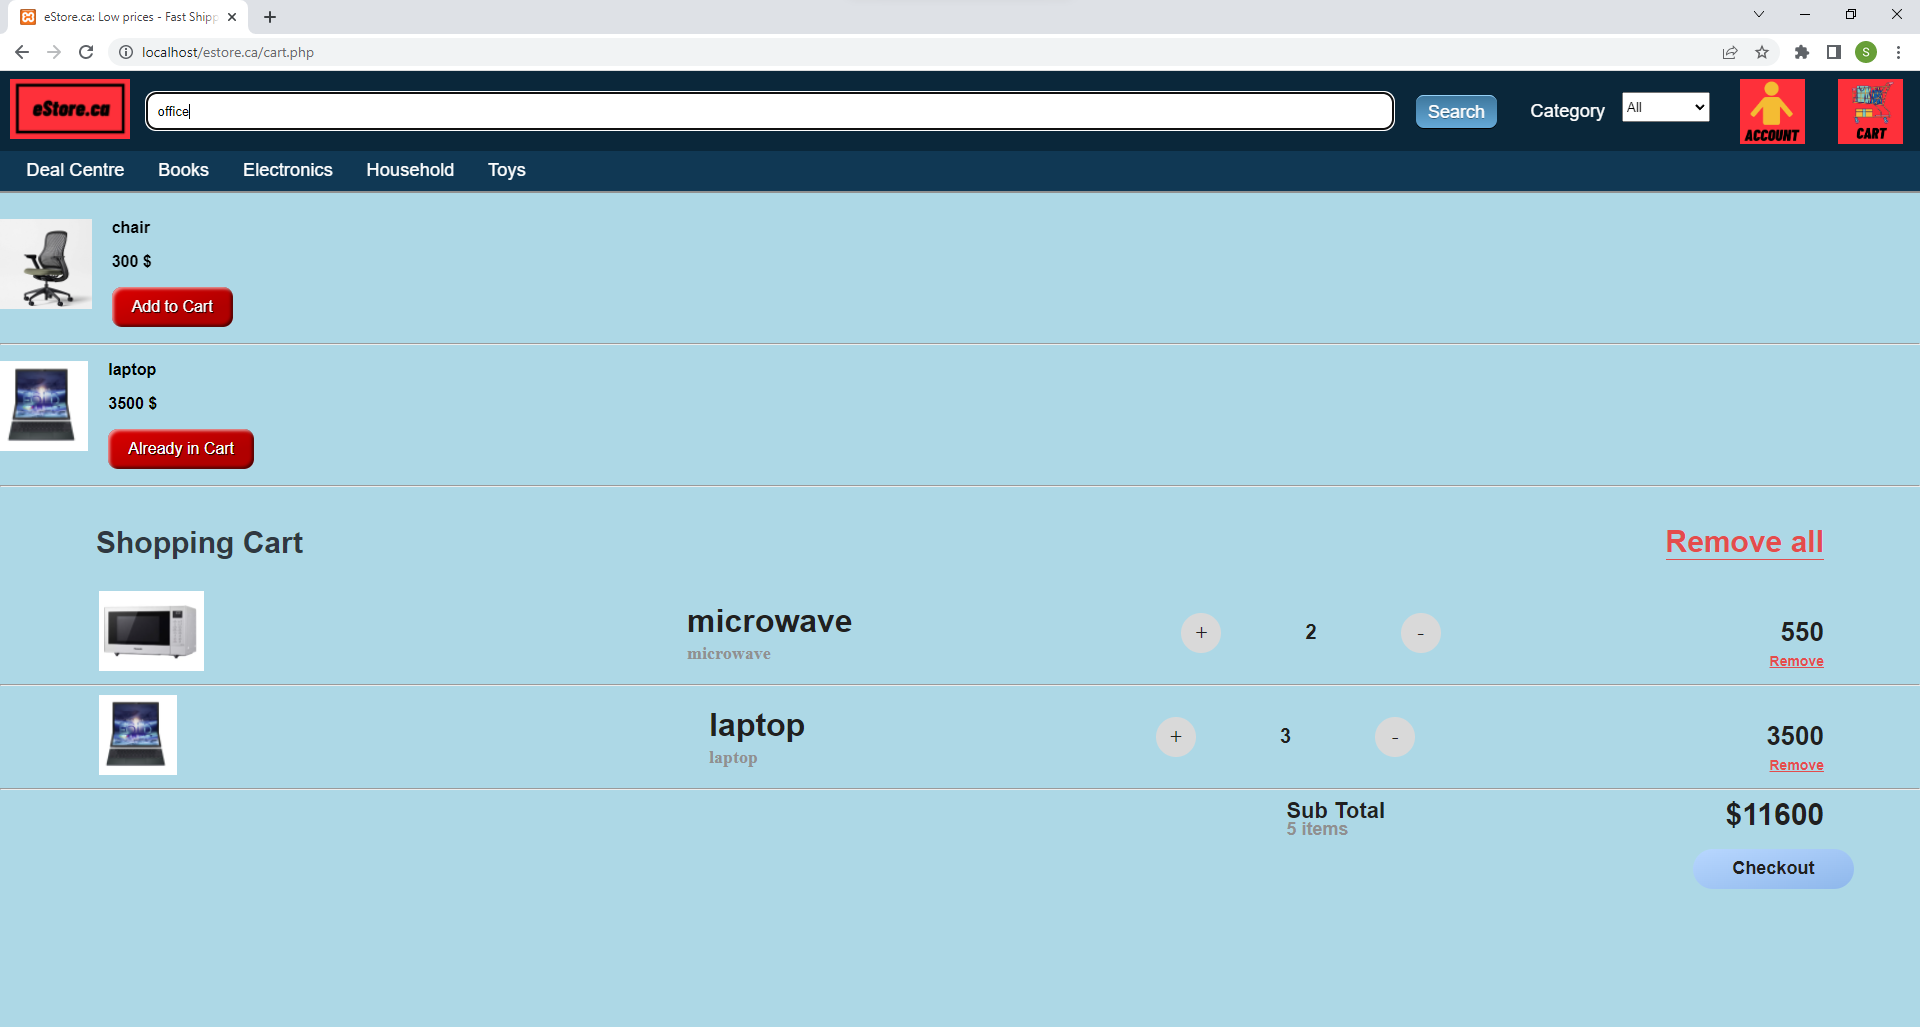 eStore.ca: Low prices - Fast Shipp
localhost/estore.ca/cart.php
S
eStore.ca
office
Search
Category
All
ACCOUNT
CART
Deal Centre
Books
Electronics
Household
Toys
chair
300 $
Add to Cart
laptop
3500 $
Already in Cart
Shopping Cart
Remove all
microwave
microwave
+
2
-
550
Remove
laptop
laptop
+
3
-
3500
Remove
Sub Total
5 items
$11600
Checkout